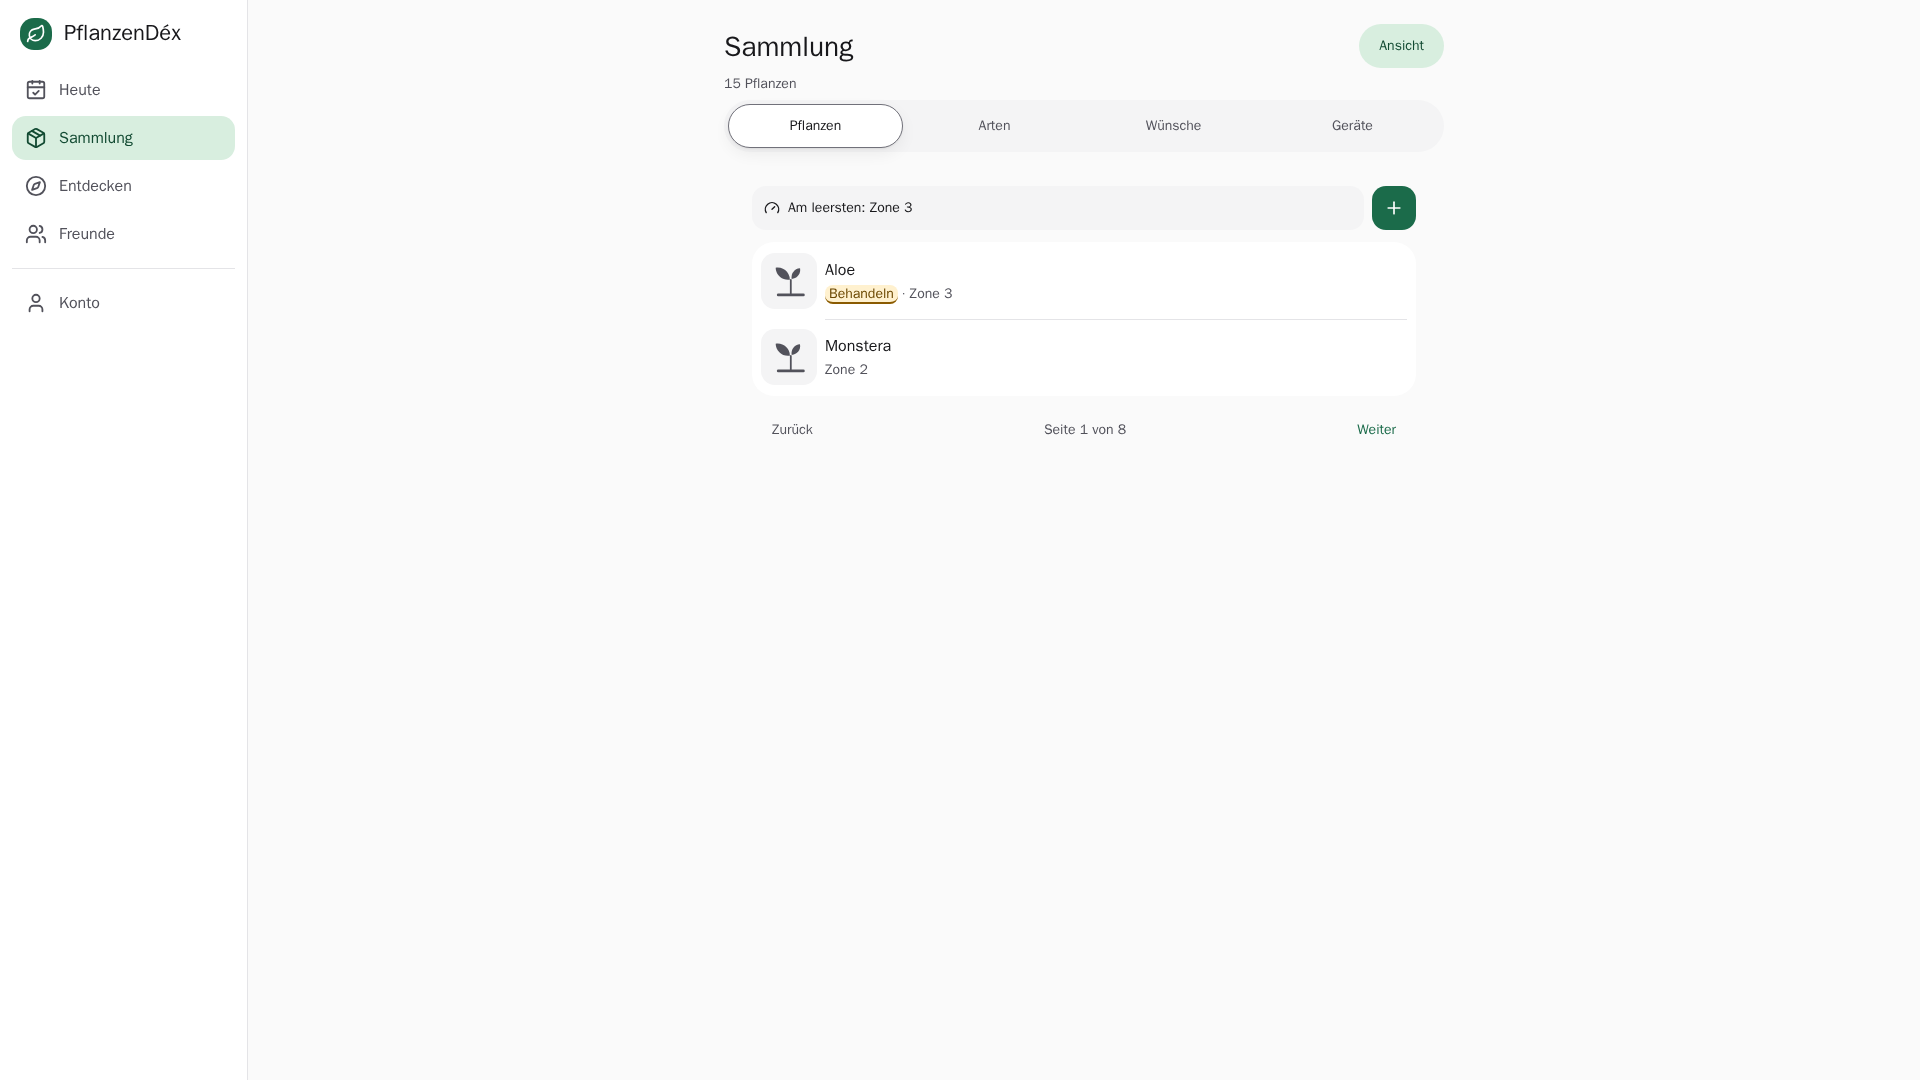 PflanzenDéx
Heute
Sammlung
Entdecken
Freunde
Konto
Sammlung
Ansicht
15 Pflanzen
Pflanzen
Arten
Wünsche
Geräte
Am leersten: Zone 3
Aloe
Behandeln · Zone 3
Monstera
Zone 2
Zurück
Seite 1 von 8
Weiter